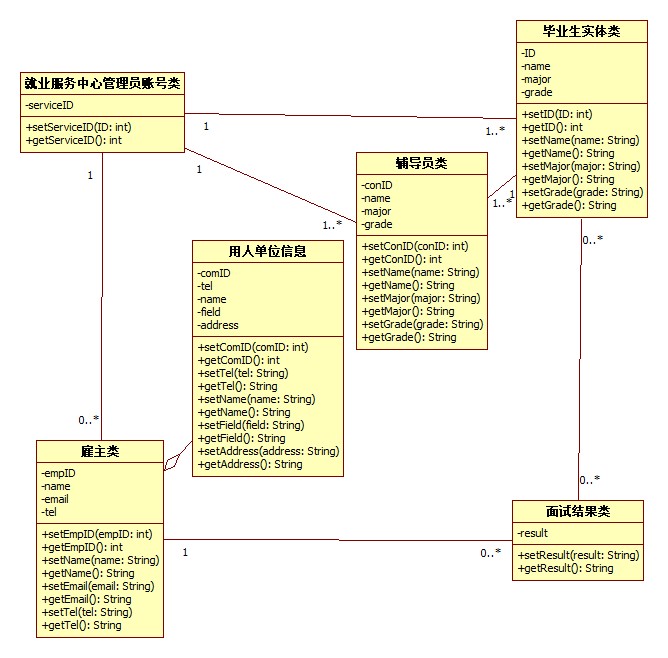 毕业生实体类
-ID
-name
-major
-grade
+setID(ID: int)
+getID(): int
+setName(name: String)
+getName(): String
+setMajor(major: String)
+getMajor(): String
+setGrade(grade: String)
+getGrade(): String
就业服务中心管理员账号类
-serviceID
+setServiceID(ID: int)
+getServiceID(): int
1
1..*
1
1..*
1
0..*
辅导员类
-conID
-name
-major
-grade
+setConID(conID: int)
+getConID(): int
+setName(name: String)
+getName(): String
+setMajor(major: String)
+getMajor(): String
+setGrade(grade: String)
+getGrade(): String
1
1..*
0..*
0..*
用人单位信息
-comID
-tel
-name
-field
-address
+setComID(comID: int)
+getComID(): int
+setTel(tel: String)
+getTel(): String
+setName(name: String)
+getName(): String
+setField(field: String)
+getField(): String
+setAddress(address: String)
+getAddress(): String
雇主类
-empID
-name
-email
-tel
+setEmpID(empID: int)
+getEmpID(): int
+setName(name: String)
+getName(): String
+setEmail(email: String)
+getEmail(): String
+setTel(tel: String)
+getTel(): String
1
0..*
面试结果类
-result
+setResult(result: String)
+getResult(): String